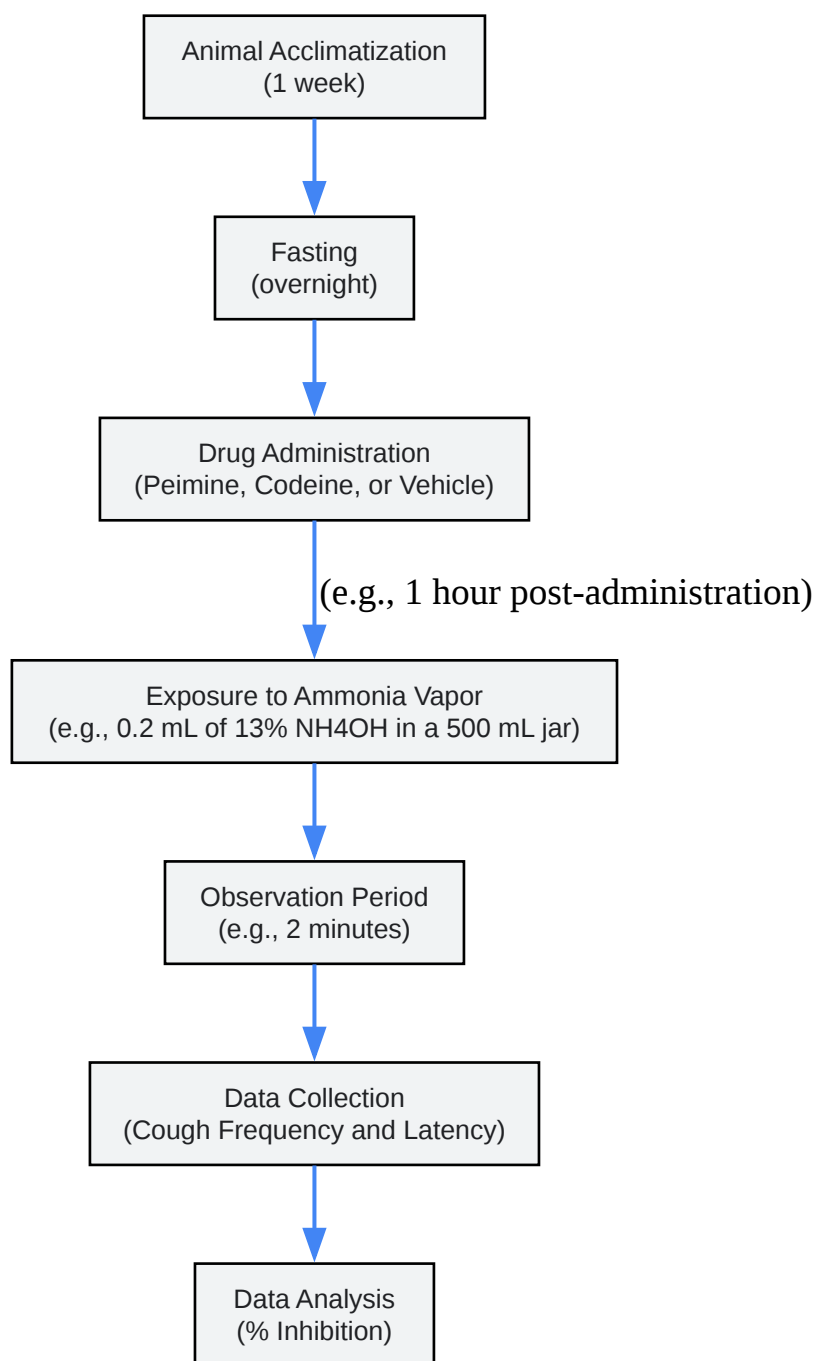 Animal Acclimatization
(1 week)
Fasting
(overnight)
Drug Administration
(Peimine, Codeine, or Vehicle)
(e.g., 1 hour post-administration)
Exposure to Ammonia Vapor
(e.g., 0.2 mL of 13% NH4OH in a 500 mL jar)
Observation Period
(e.g., 2 minutes)
Data Collection
(Cough Frequency and Latency)
Data Analysis
(% Inhibition)